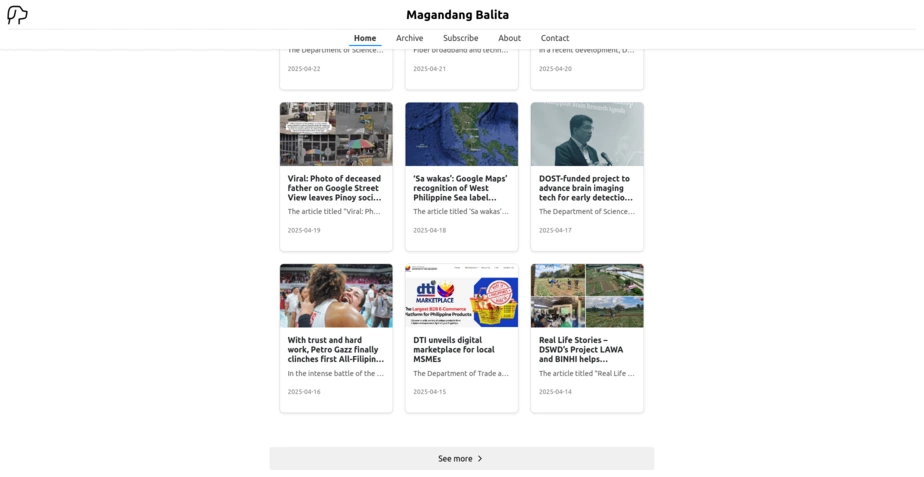 Magandang Balita
Home Archive Subscribe About Contact
The Department of Science...
Fiber broadband and techn...
In a recent development, D...
2025-04-22
2025-04-21
2025-04-20
Viral: Photo of deceased
father on Google Street
View leaves Pinoy soci...
The article titled "Viral: Ph...
2025-04-19
‘Sa wakas’: Google Maps’
recognition of West
Philippine Sea label...
The article titled ‘Sa wakas’...
2025-04-18
DOST-funded project to
advance brain imaging
tech for early detectio...
The Department of Science...
2025-04-17
With trust and hard
work, Petro Gazz finally
clinches first All-Filipin...
In the intense battle of the ...
2025-04-16
dti
MARKETPLACE
The Largest B2B E-Commerce
Platform for Philippine Products
DTI unveils digital
marketplace for local
MSMEs
The Department of Trade a...
2025-04-15
Real Life Stories –
DSWD’s Project LAWA
and BINHI helps...
The article titled "Real Life ...
2025-04-14
See more